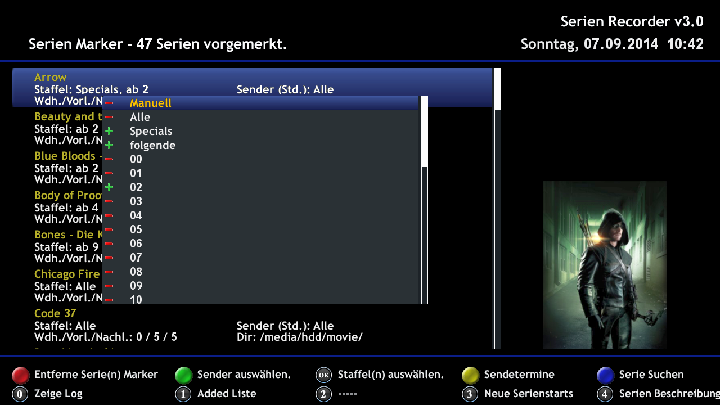 Serien Recorder v3.0
Serien Marker - 47 Serien vorgemerkt.
Sonntag, 07.09.2014 10:42
Arrow
Staffel: Specials, ab 2 Sender (Std.): Alle
Wdh./Vorl./N
Manuell
Beauty and t
Alle
Staffel: ab 2
Specials
Wdh./Vorl./N
folgende
Blue Bloods -
00
Staffel: ab 2
01
Wdh./Vorl./N
02
Body of Proo
03
Staffel: ab 4
04
Wdh./Vorl./N
05
Bones - Die K
06
Staffel: ab 9
07
Wdh./Vorl./N
08
Chicago Fire
09
Staffel: Alle
10
Wdh./Vorl./N
Code 37
Staffel: Alle Sender (Std.): Alle
Wdh./Vorl./Nachl.: 0 / 5 / 5 Dir: /media/hdd/movie/
Entferne Serie(n) Marker Sender auswählen. OK Staffel(n) auswählen. Sendetermine Serie Suchen
0 Zeige Log 1 Added Liste 2 ----- 3 Neue Serienstarts 4 Serien Beschreibung